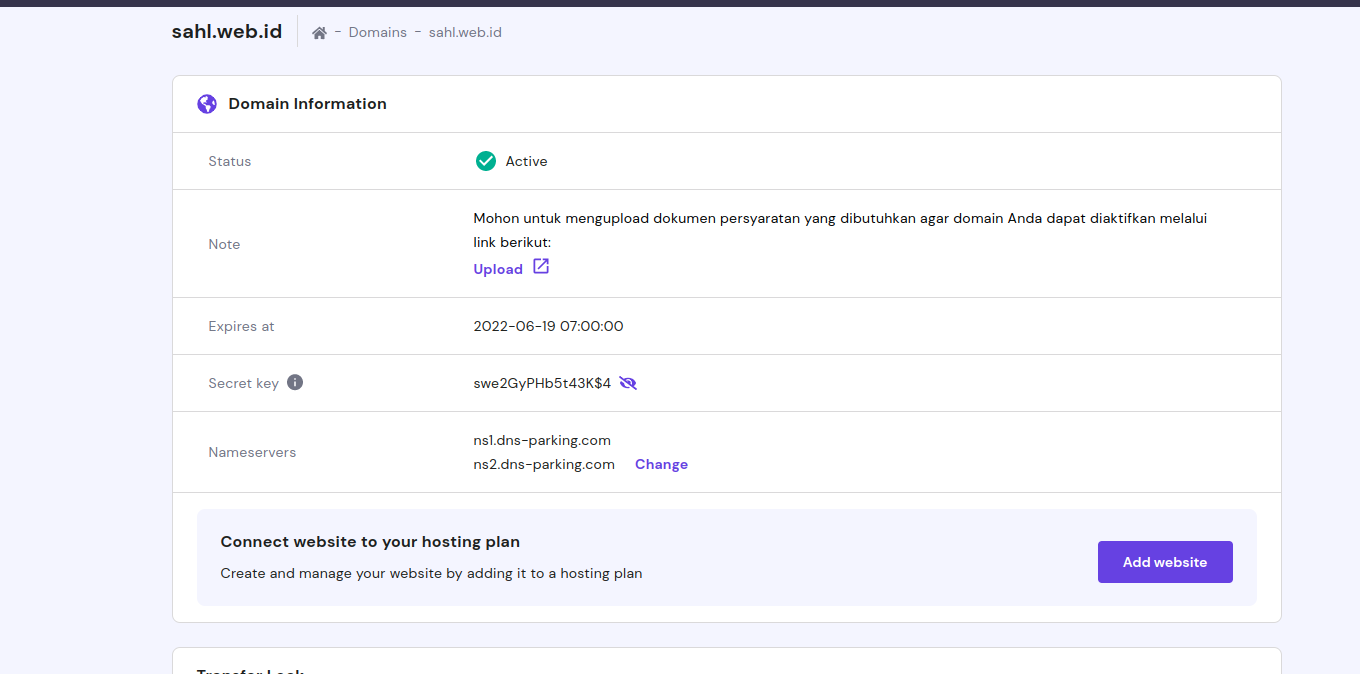 sahl.web.id - Domains - sahl.web.id
Domain Information
Status Active
Note
Mohon untuk mengupload dokumen persyaratan yang dibutuhkan agar domain Anda dapat diaktifkan melalui
link berikut:
Upload
Expires at 2022-06-19 07:00:00
Secret key swe2GyPHb5t43K$4
Nameservers
ns1.dns-parking.com
ns2.dns-parking.com Change
Connect website to your hosting plan
Create and manage your website by adding it to a hosting plan
Add website
Transfer Lock